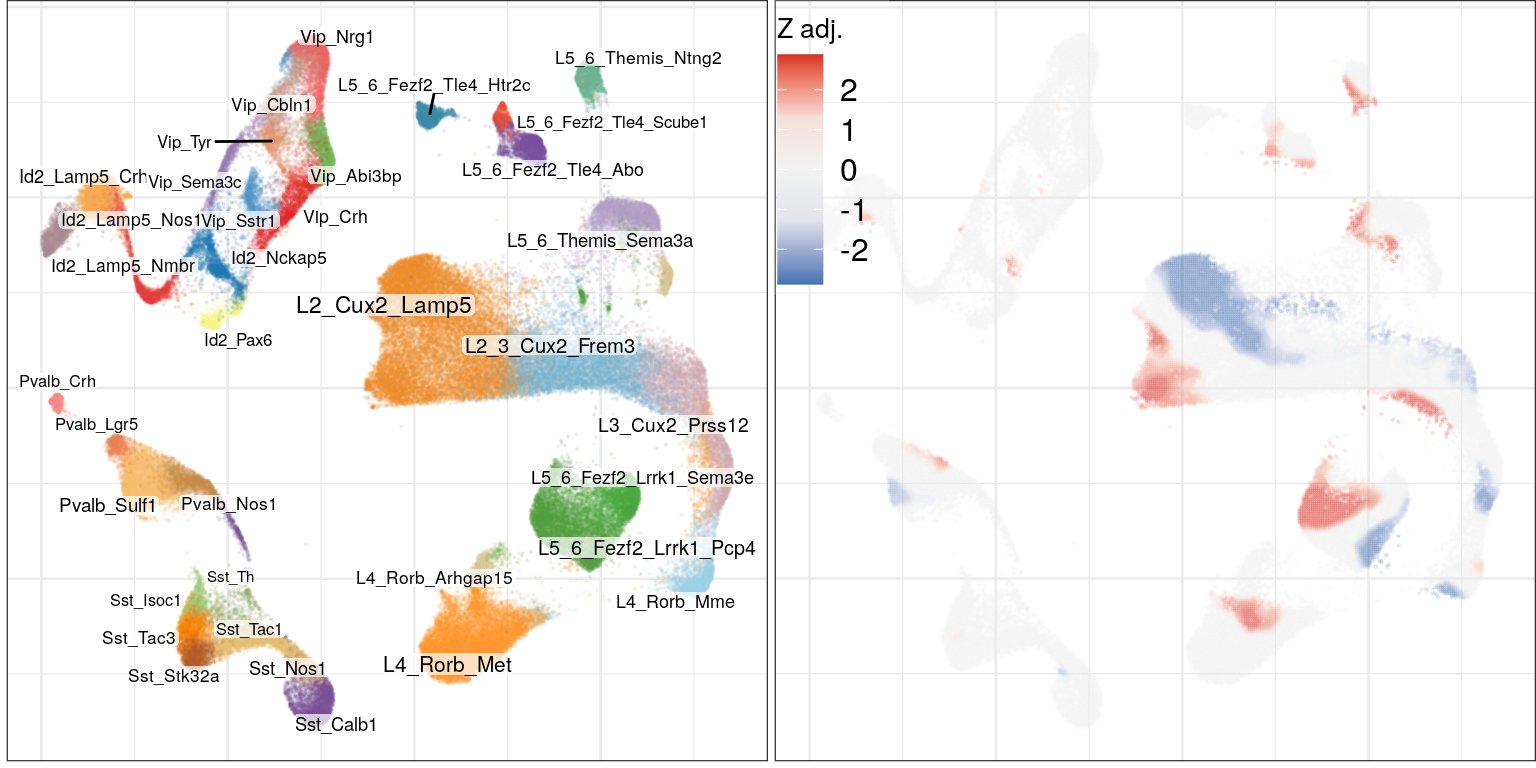 Vip_Nrg1
L5_6_Themis_Ntng2
L5_6_Fezf2_Tle4_Htr2c
Vip_Cbln1
L5_6_Fezf2_Tle4_Scube1
Vip_Tyr
L5_6_Fezf2_Tle4_Abo
Id2_Lamp5_Crh
Vip_Sema3c
Vip_Abi3bp
Id2_Lamp5_Nos1
Vip_Sstr1
Vip_Crh
L5_6_Themis_Sema3a
Id2_Nckap5
Id2_Lamp5_Nmbr
L2_Cux2_Lamp5
Id2_Pax6
L2_3_Cux2_Frem3
Pvalb_Crh
Pvalb_Lgr5
L3_Cux2_Prss12
L5_6_Fezf2_Lrrk1_Sema3e
Pvalb_Sulf1
Pvalb_Nos1
L5_6_Fezf2_Lrrk1_Pcp4
Sst_Th
L4_Rorb_Arhgap15
Sst_Isoc1
L4_Rorb_Mme
Sst_Tac3
Sst_Tac1
L4_Rorb_Met
Sst_Nos1
Sst_Stk32a
Sst_Calb1
Z adj.
2
1
0
-1
-2